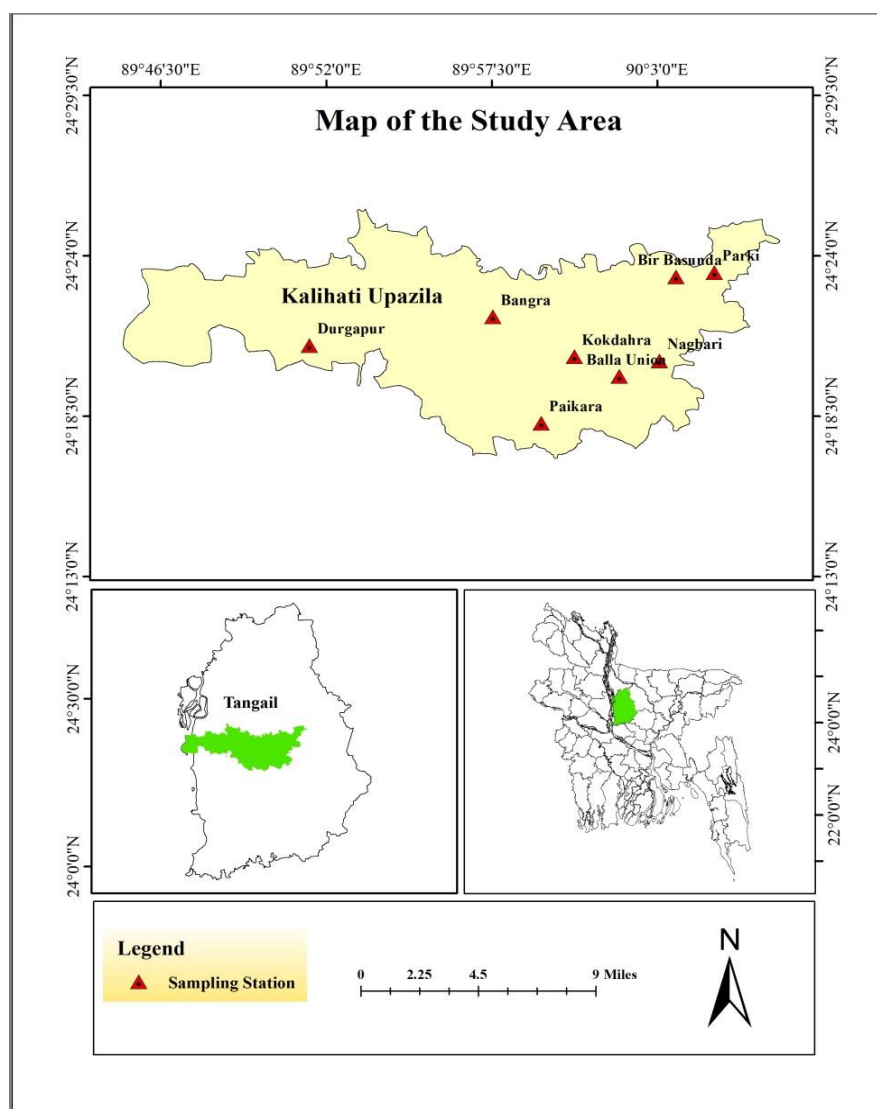 89°46'30"E 89°52'0"E 89°57'30"E 90°3'0"E
24°29'30"N
24°29'30"N
Map of the Study Area
24°24'0"N
24°24'0"N
Bir Basunda
Parki
Kalihati Upazila
Bangra
Durgapur
Kokdahra
Nagbari
Balla Union
Paikara
24°18'30"N
24°18'30"N
24°13'0"N
24°13'0"N
24°30'0"N
Tangail
24°0'0"N
24°0'0"N
22°0'0"N
Legend
Sampling Station
0 2.25 4.5 9 Miles
N